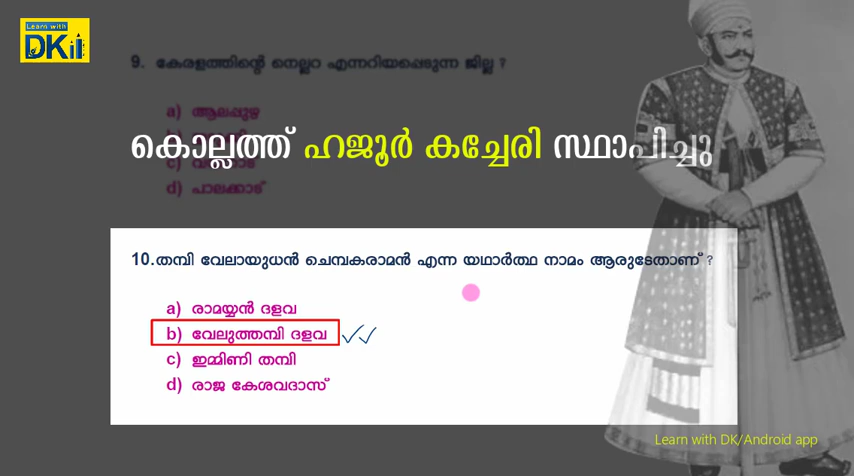 Learn with
DK
9. കേരളത്തിന്റെ നെല്ലറ എന്നറിയപ്പെടുന്ന ജില്ല ?
a) ആലപ്പുഴ
കൊല്ലത്ത് ഹജൂർ കച്ചേരി സ്ഥാപിച്ചു
d) പാലക്കാട്
10.തമ്പി വേലായുധൻ ചെമ്പകരാമൻ എന്ന യഥാർത്ഥ നാമം ആരുടേതാണ് ?
a) രാമയ്യൻ ദളവ
b) വേലുത്തമ്പി ദളവ
c) ഇമ്മിണി തമ്പി
d) രാജ കേശവദാസ്
Learn with DK/Android app